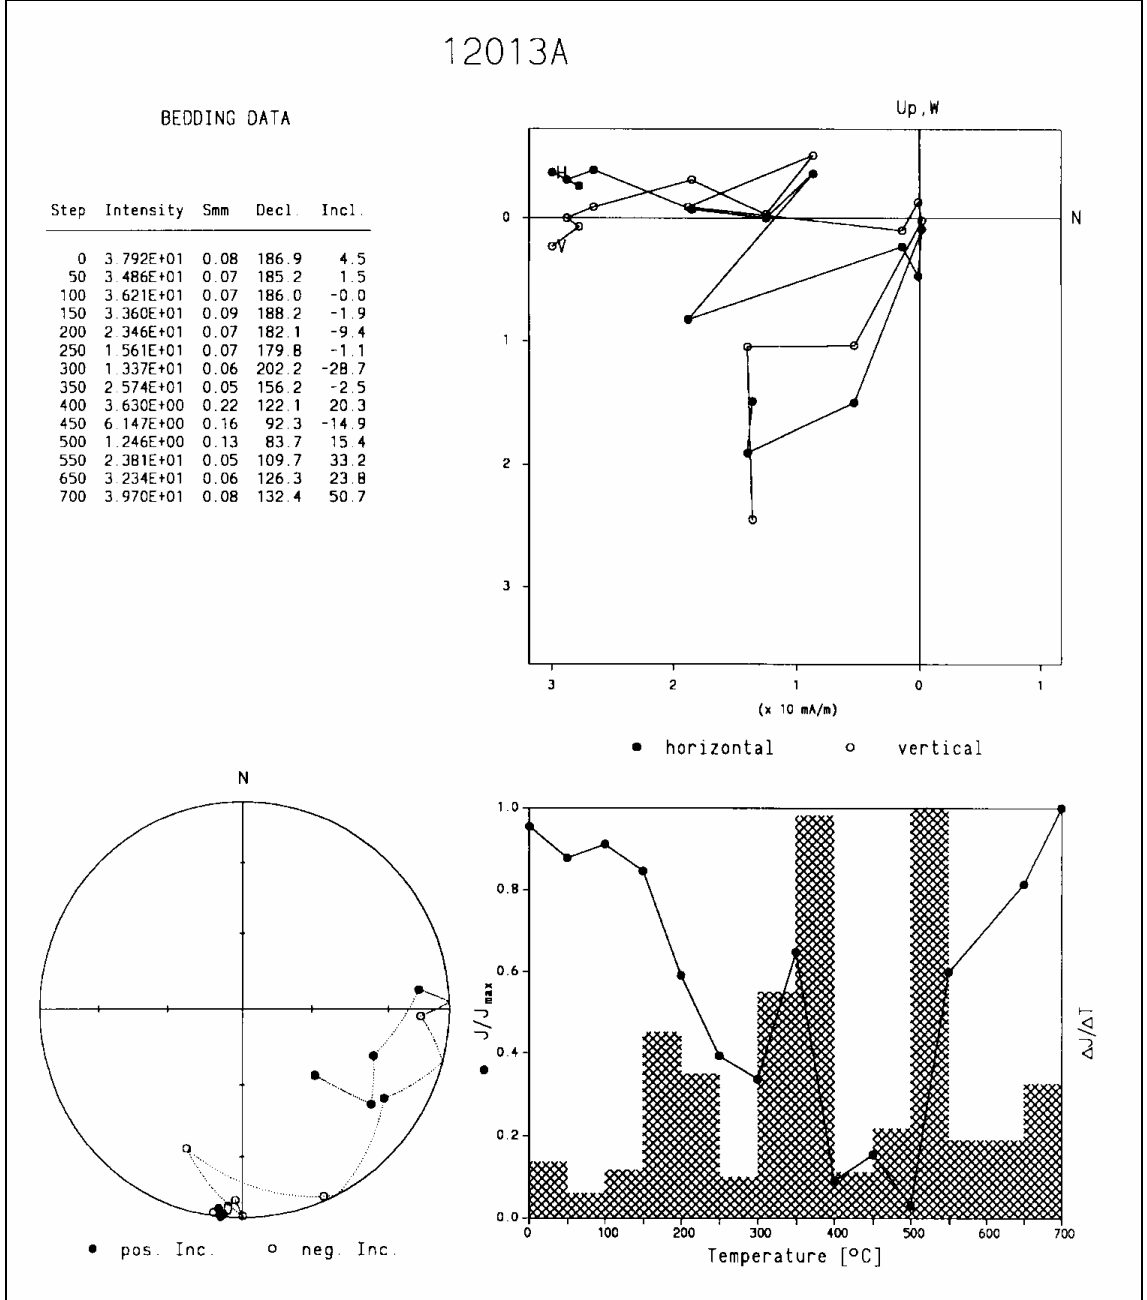 12013A
BEDDING DATA
Step Intensity Smm Decl. Incl.
0 3.792E+01 0.08 186.9 4.5
50 3.486E+01 0.07 185.2 1.5
100 3.621E+01 0.07 186.0 -0.0
150 3.360E+01 0.09 188.2 -1.9
200 2.346E+01 0.07 182.1 -9.4
250 1.561E+01 0.07 179.8 -1.1
300 1.337E+01 0.06 202.2 -28.7
350 2.574E+01 0.05 156.2 -2.5
400 3.630E+00 0.22 122.1 20.3
450 6.147E+00 0.16 92.3 -14.9
500 1.246E+00 0.13 83.7 15.4
550 2.381E+01 0.05 109.7 33.2
650 3.234E+01 0.06 126.3 23.8
700 3.970E+01 0.08 132.4 50.7
Up,W
H
0
N
V
1
2
3
3 2 1 0 1
(x 10 mA/m)
● horizontal ○ vertical
N
● pos. Inc. ○ neg. Inc.
1.0
0.8
0.6
0.4
0.2
0.0
● J/Jmax
ΔJ/ΔT
0 100 200 300 400 500 600 700
Temperature [°C]